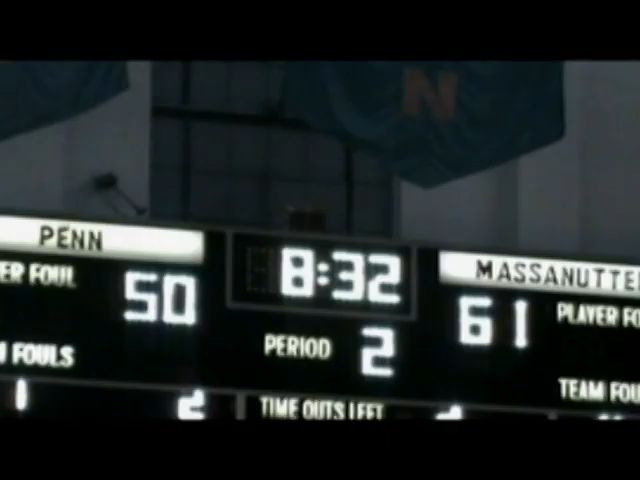 N
PENN
8:32
MASSANUTTE
ER FOUL
50
61
PLAYER FO
PERIOD
2
FOULS
TEAM FOU
1
2
TIME OUTS LEFT